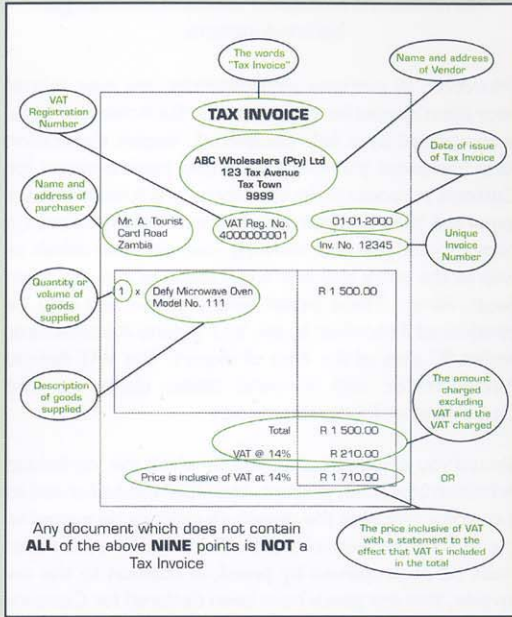 The words
"Tax Invoice"
Name and address
of Vendor
VAT
Registration
Number
TAX INVOICE
ABC Wholesalers (Pty) Ltd
123 Tax Avenue
Tax Town
9999
Date of issue
of Tax Invoice
Name and
address of
purchaser
Mr. A. Tourist
Card Road
Zambia
VAT Reg. No.
4000000001
01-01-2000
Inv. No. 12345
Unique
Invoice
Number
Quantity or
volume of
goods
supplied
1 x Defy Microwave Oven
Model No. 111
R 1 500.00
Description
of goods
supplied
The amount
charged
excluding
VAT and the
VAT charged
Total R 1 500.00
VAT @ 14% R 210.00
Price is inclusive of VAT at 14% R 1 710.00
OR
The price inclusive of VAT
with a statement to the
effect that VAT is included
in the total
Any document which does not contain
ALL of the above NINE points is NOT a
Tax Invoice